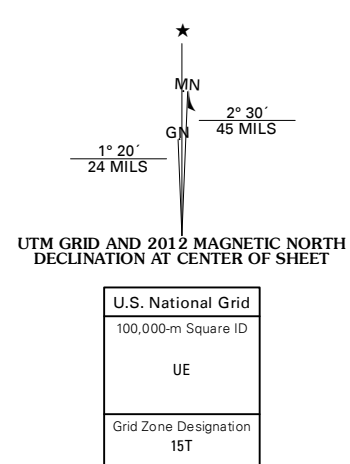 ★
MN
GN
2° 30´
45 MILS
1° 20´
24 MILS
UTM GRID AND 2012 MAGNETIC NORTH
DECLINATION AT CENTER OF SHEET
U.S. National Grid
100,000-m Square ID
UE
Grid Zone Designation
15T